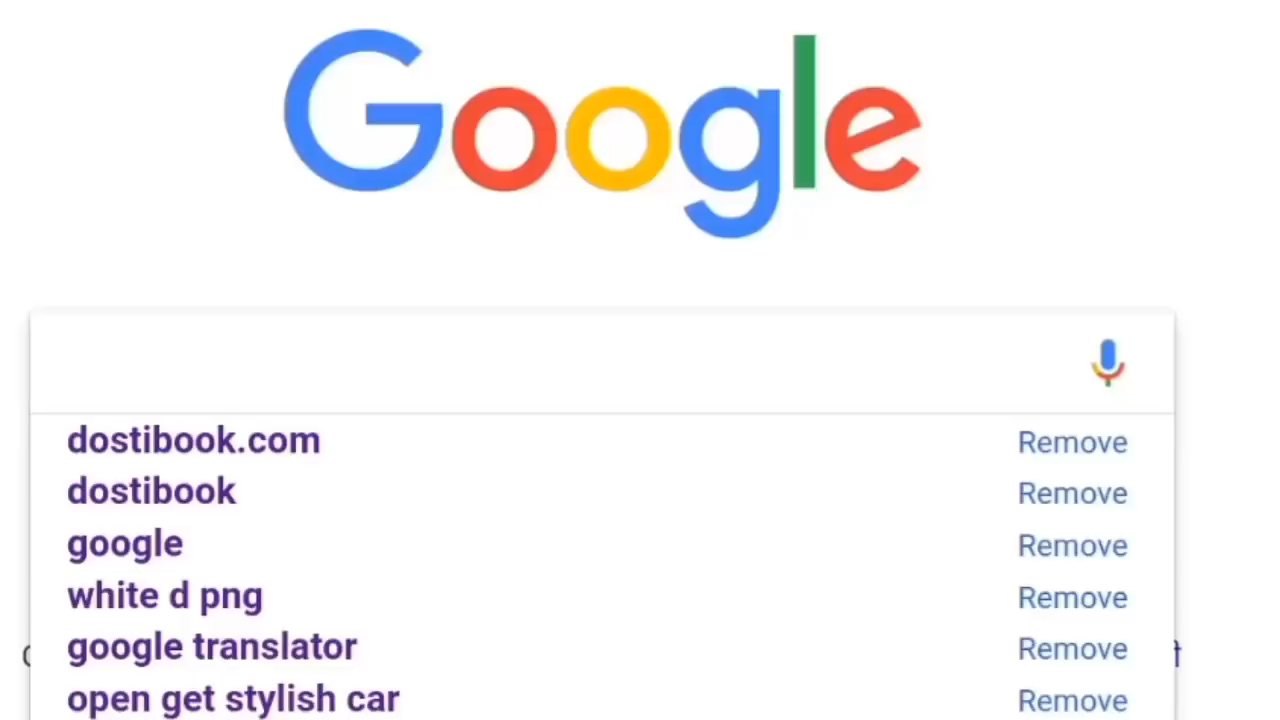 Google
dostibook.com Remove
dostibook Remove
google Remove
white d png Remove
google translator Remove
open get stylish car Remove